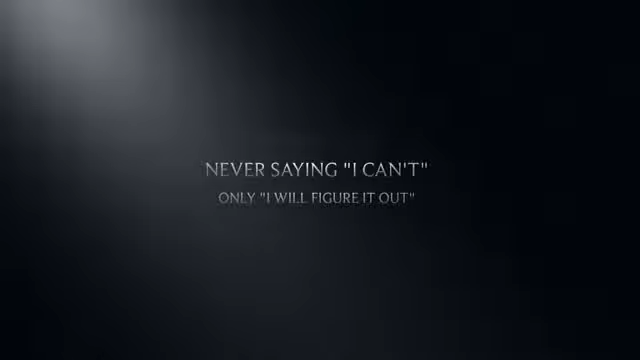 NEVER SAYING "I CAN'T"
ONLY "I WILL FIGURE IT OUT"